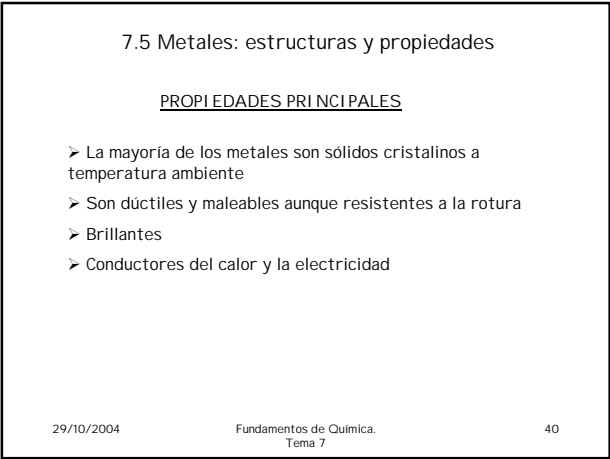 7.5 Metales: estructuras y propiedades
PROPIEDADES PRINCIPALES
➢ La mayoría de los metales son sólidos cristalinos a
temperatura ambiente
➢ Son dúctiles y maleables aunque resistentes a la rotura
➢ Brillantes
➢ Conductores del calor y la electricidad
29/10/2004 Fundamentos de Química. 40
Tema 7